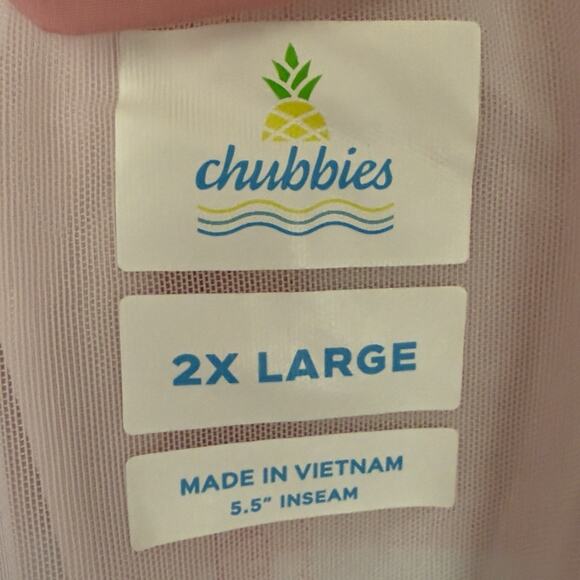 chubbies
2X LARGE
MADE IN VIETNAM
5.5" INSEAM